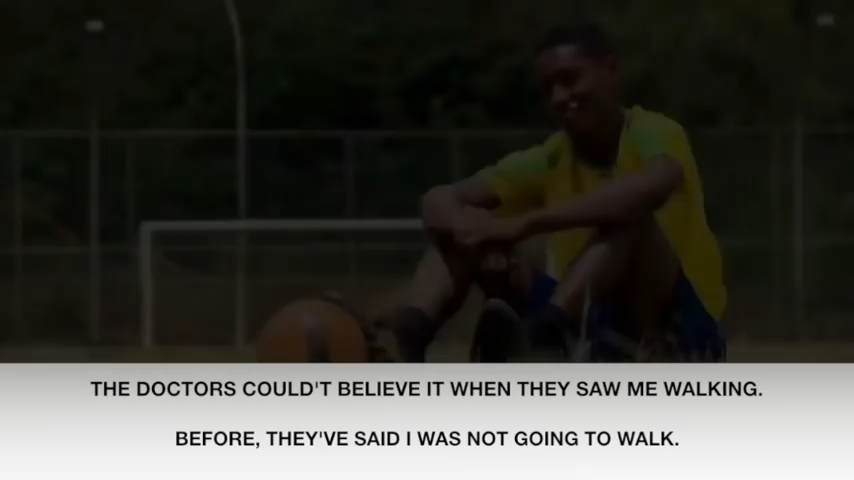 THE DOCTORS COULD'T BELIEVE IT WHEN THEY SAW ME WALKING.
BEFORE, THEY'VE SAID I WAS NOT GOING TO WALK.